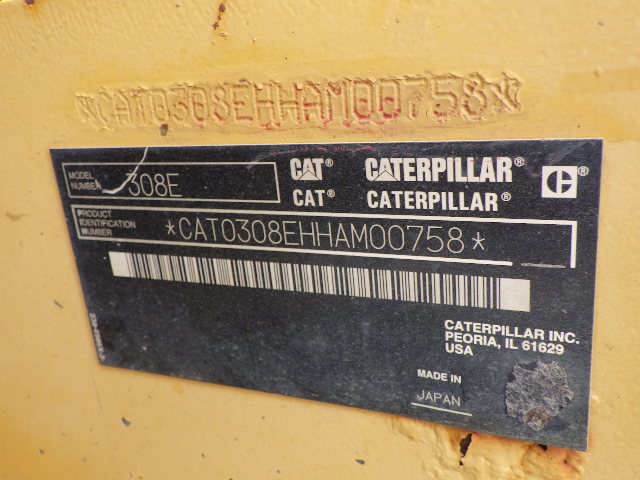 *CAT0308EHHAM00758*
MODEL NUMBER 308E
CAT® CATERPILLAR®
CAT® CATERPILLAR®
PRODUCT IDENTIFICATION NUMBER *CAT0308EHHAM00758*
CATERPILLAR INC.
PEORIA, IL 61629
USA
MADE IN
JAPAN